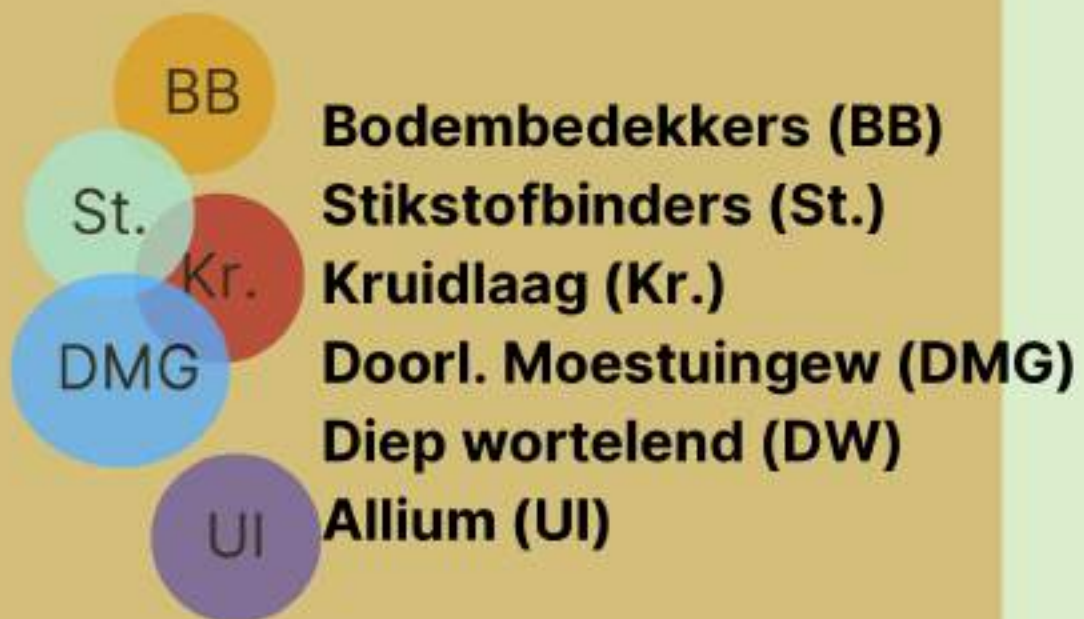 BB
St.
Kr.
DMG
UI
Bodembedekkers (BB)
Stikstofbinders (St.)
Kruidlaag (Kr.)
Doorl. Moestuingew (DMG)
Diep wortelend (DW)
Allium (UI)